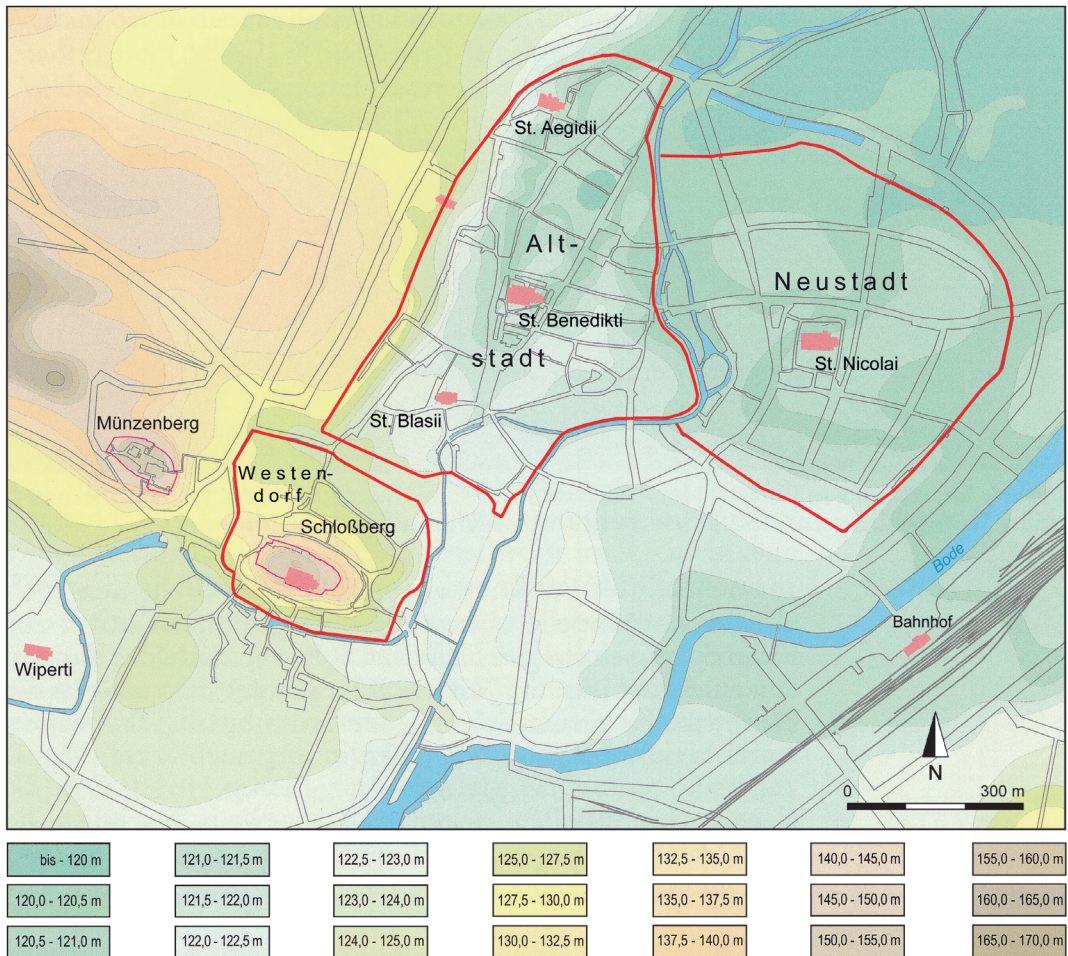 St. Aegidii
Alt-
Neustadt
St. Benedikti
stadt
St. Nicolai
St. Blasii
Münzenberg
Westen-
dorf
Schloßberg
Bode
Bahnhof
Wiperti
N
0 300 m
bis - 120 m 121,0 - 121,5 m 122,5 - 123,0 m 125,0 - 127,5 m 132,5 - 135,0 m 140,0 - 145,0 m 155,0 - 160,0 m
120,0 - 120,5 m 121,5 - 122,0 m 123,0 - 124,0 m 127,5 - 130,0 m 135,0 - 137,5 m 145,0 - 150,0 m 160,0 - 165,0 m
120,5 - 121,0 m 122,0 - 122,5 m 124,0 - 125,0 m 130,0 - 132,5 m 137,5 - 140,0 m 150,0 - 155,0 m 165,0 - 170,0 m